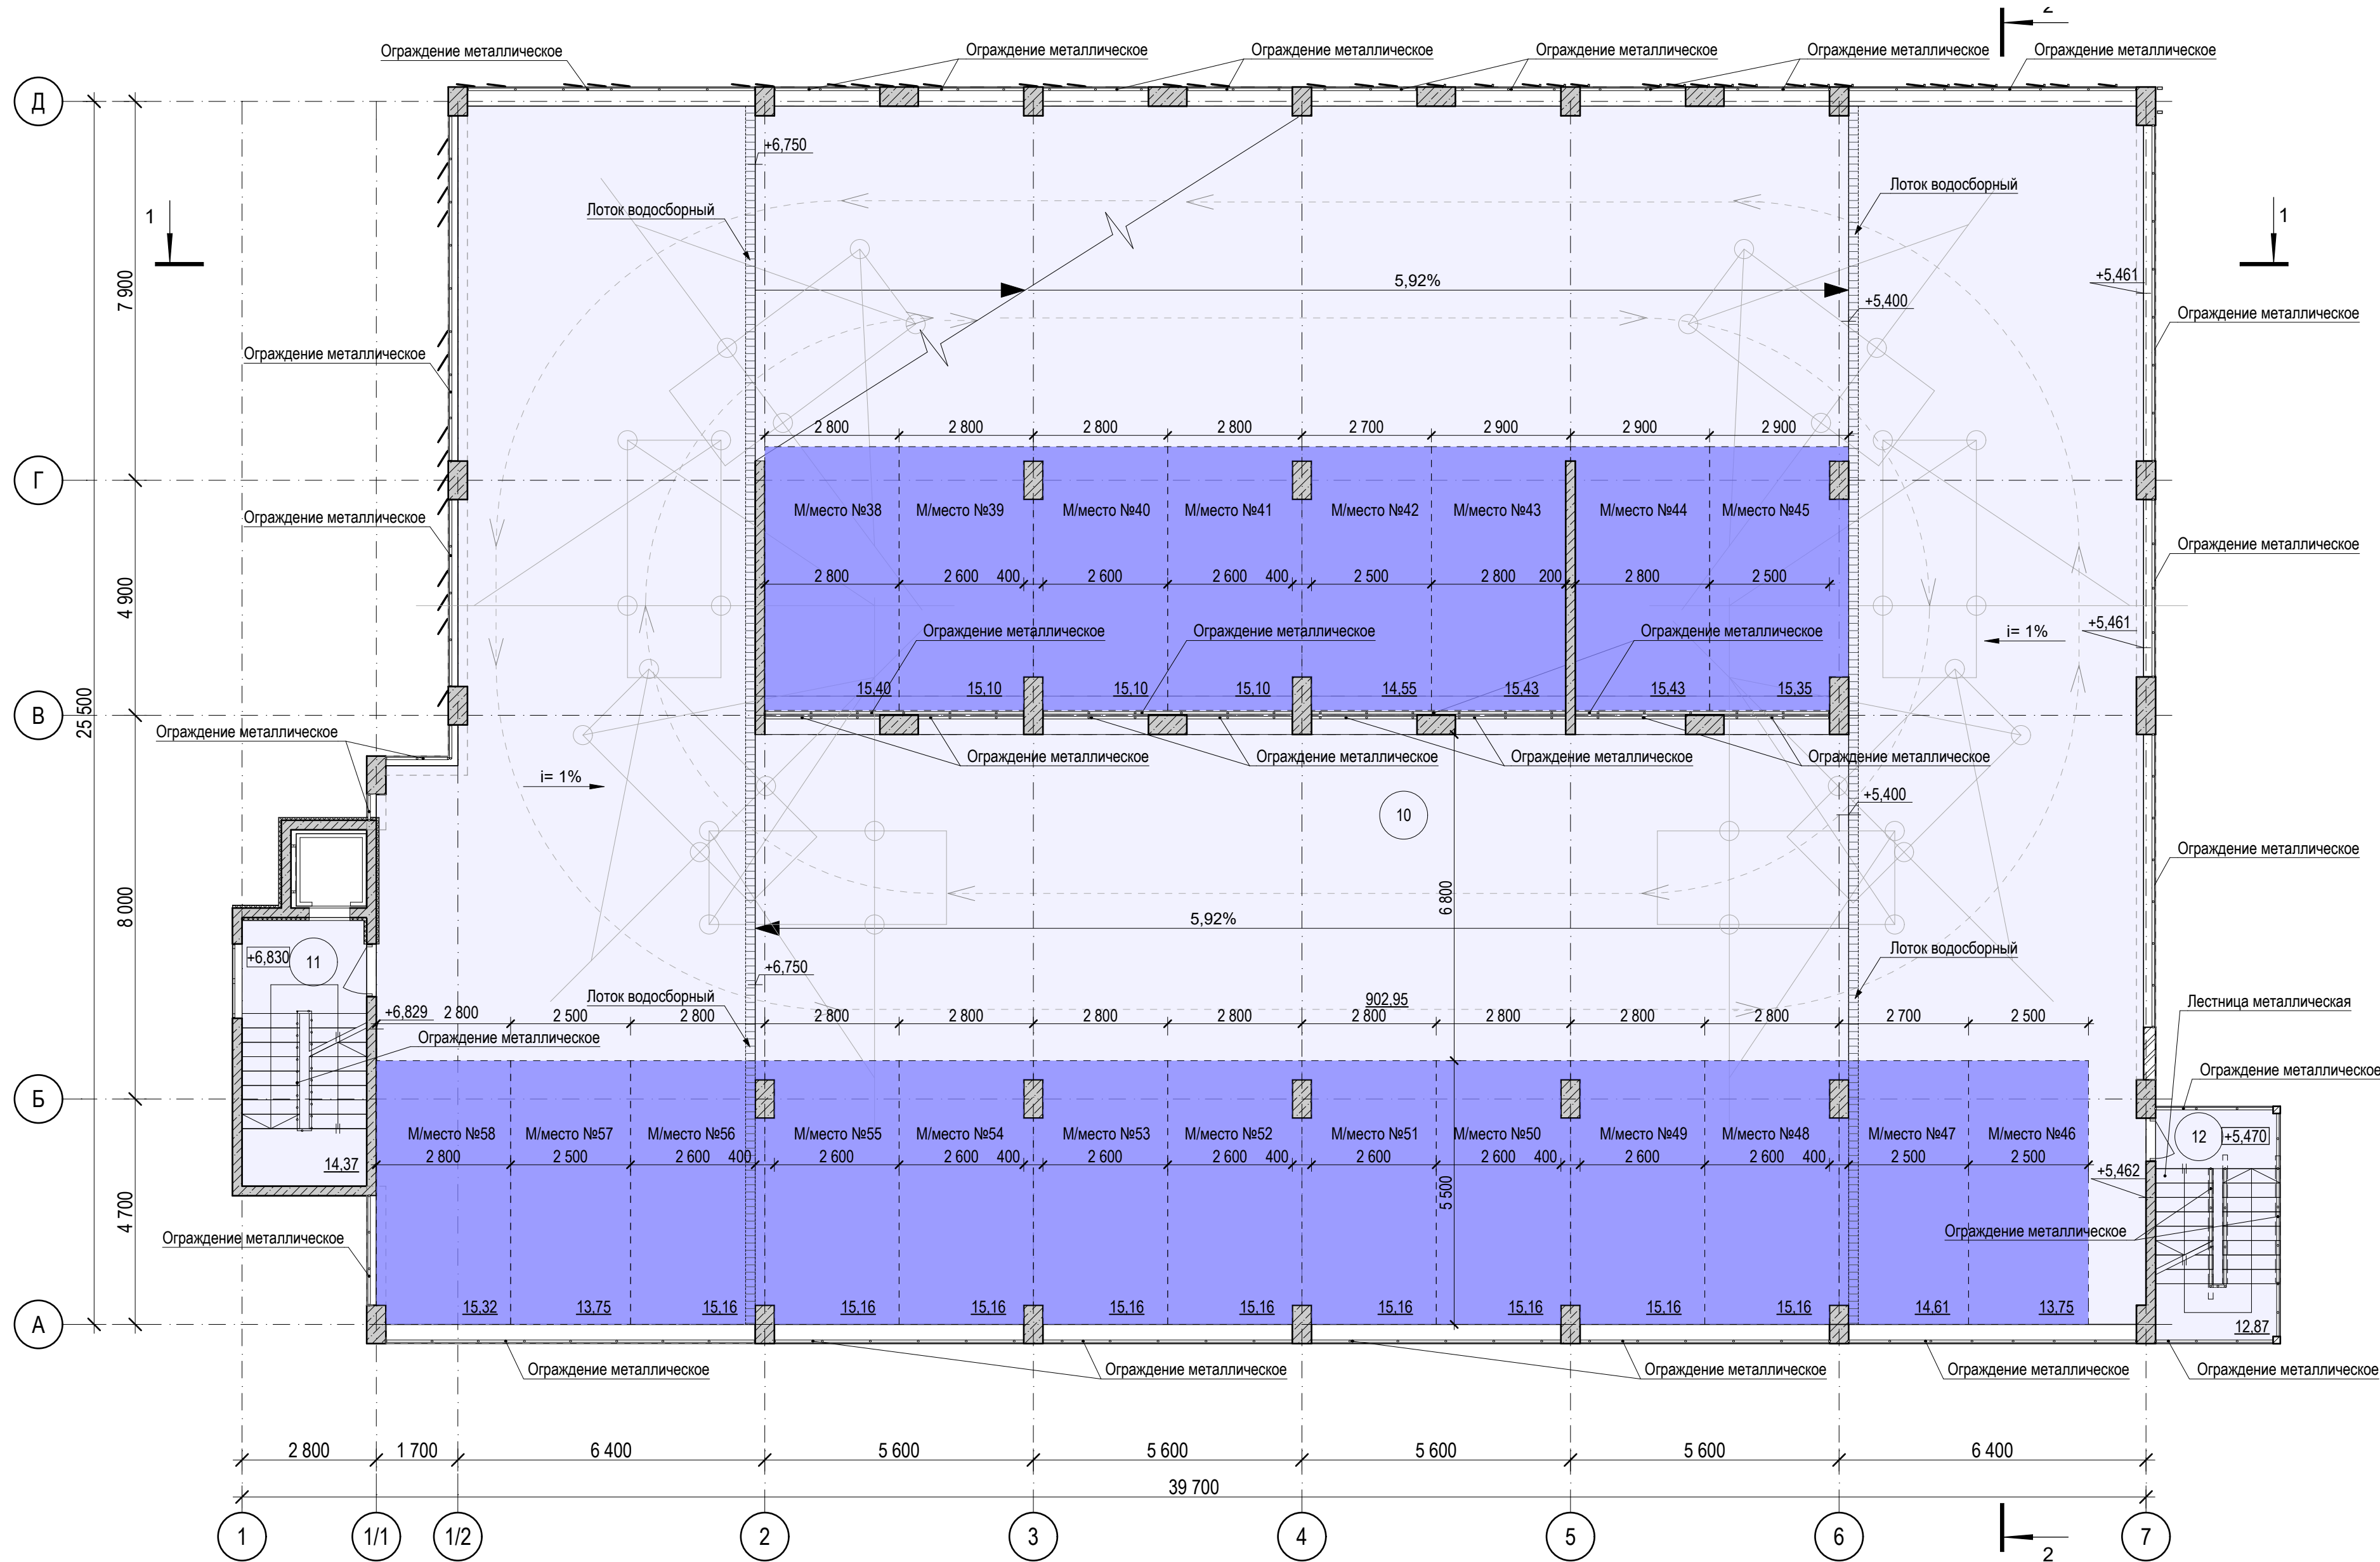 2
Ограждение металлическое
Ограждение металлическое
Ограждение металлическое
Ограждение металлическое
Ограждение металлическое
Ограждение металлическое
Д
+6,750
Лоток водосборный
Лоток водосборный
1
1
7 900
5,92%
+5,461
+5,400
Ограждение металлическое
Ограждение металлическое
2 800
2 800
2 800
2 800
2 700
2 900
2 900
2 900
Г
М/место №38
М/место №39
М/место №40
М/место №41
М/место №42
М/место №43
М/место №44
М/место №45
Ограждение металлическое
Ограждение металлическое
4 900
2 800
2 600
400
2 600
2 600
400
2 500
2 800
200
2 800
2 500
Ограждение металлическое
Ограждение металлическое
Ограждение металлическое
i= 1%
+5,461
15,40
15,10
15,10
15,10
14,55
15,43
15,43
15,35
25 500
В
Ограждение металлическое
Ограждение металлическое
Ограждение металлическое
Ограждение металлическое
Ограждение металлическое
i= 1%
+5,400
10
Ограждение металлическое
8 000
6 800
5,92%
+6,830
11
+6,750
Лоток водосборный
Лоток водосборный
902,95
Лестница металлическая
+6,829
2 800
2 500
2 800
2 800
2 800
2 800
2 800
2 800
2 800
2 800
2 800
2 700
2 500
Ограждение металлическое
Ограждение металлическое
Б
М/место №58
М/место №57
М/место №56
М/место №55
М/место №54
М/место №53
М/место №52
М/место №51
М/место №50
М/место №49
М/место №48
М/место №47
М/место №46
12
+5,470
14,37
2 800
2 500
2 600
400
2 600
2 600
400
2 600
2 600
400
2 600
2 600
400
2 600
2 600
400
2 500
2 500
+5,462
5 500
4 700
Ограждение металлическое
Ограждение металлическое
15,32
13,75
15,16
15,16
15,16
15,16
15,16
15,16
15,16
15,16
15,16
14,61
13,75
12,87
А
Ограждение металлическое
Ограждение металлическое
Ограждение металлическое
Ограждение металлическое
Ограждение металлическое
2 800
1 700
6 400
5 600
5 600
5 600
5 600
6 400
39 700
1
1/1
1/2
2
3
4
5
6
7
2